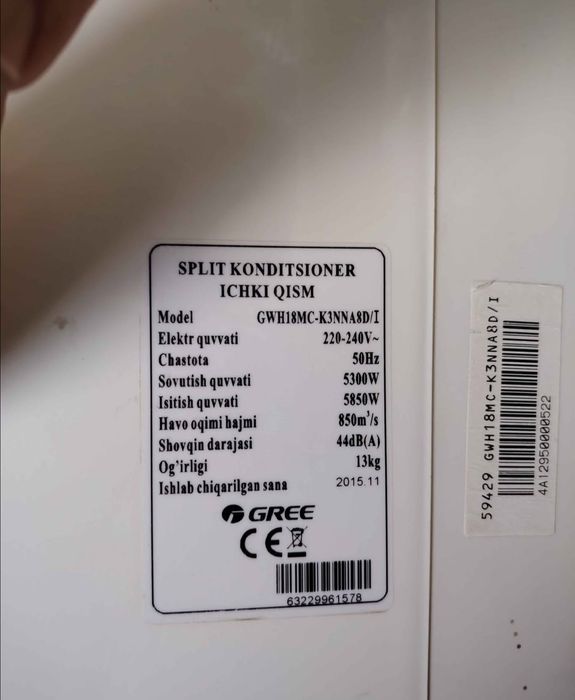 SPLIT KONDITSIONER
ICHKI QISM
Model GWH18MC-K3NNA8D/I
Elektr quvvati 220-240V~
Chastota 50Hz
Sovutish quvvati 5300W
Isitish quvvati 5850W
Havo oqimi hajmi 850m³/s
Shovqin darajasi 44dB(A)
Og'irligi 13kg
Ishlab chiqarilgan sana 2015.11
GREE
CE
63229961578
59429 GWH18MC-K3NNA8D/I
4A12950000522